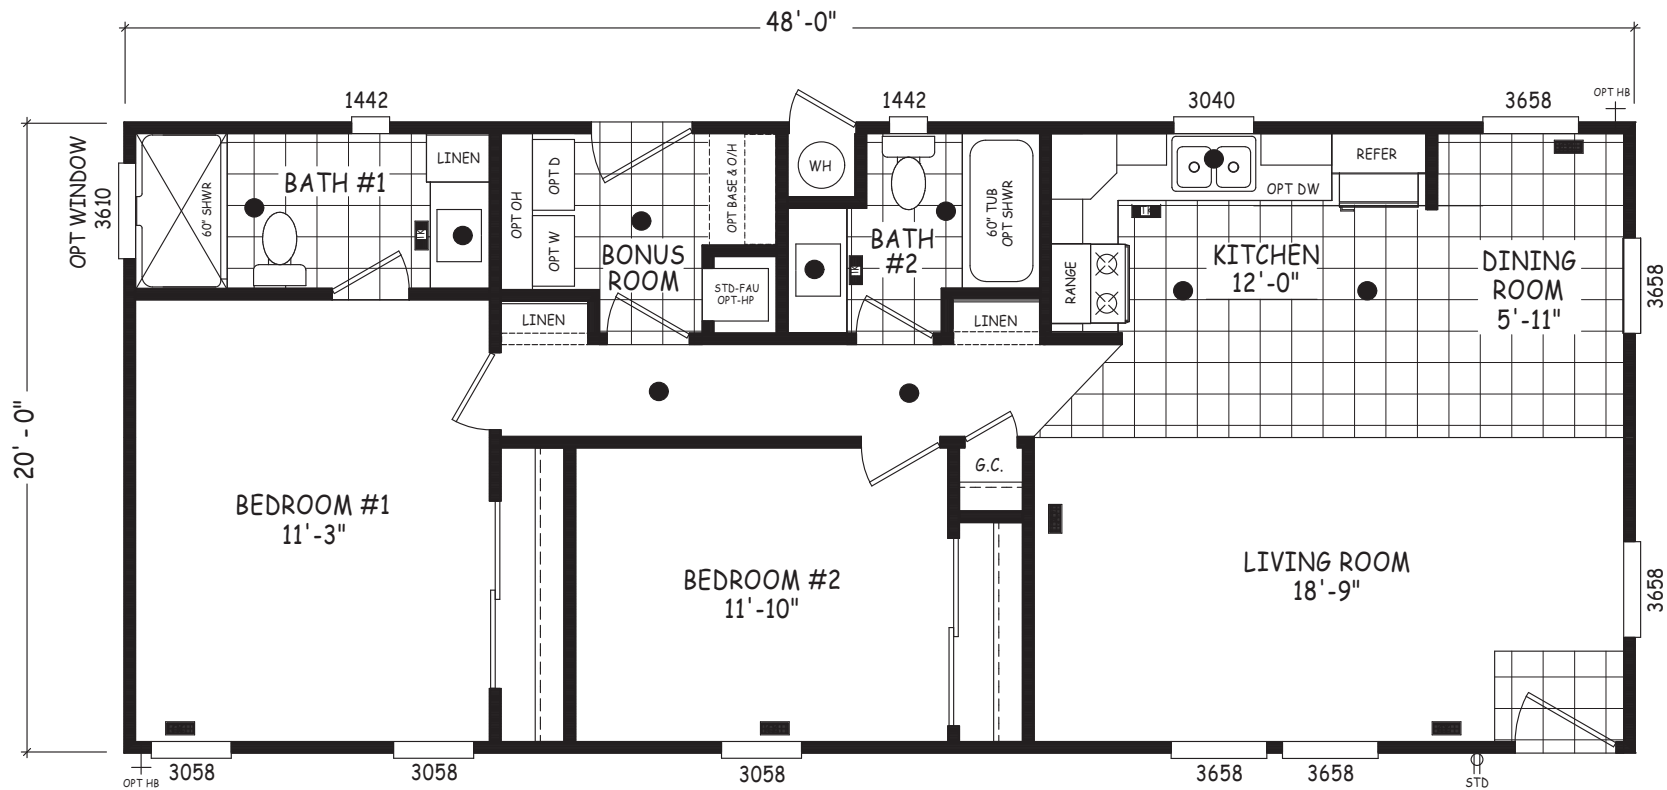 48'-0"
1442
1442
3040
3658
OPT HB
OPT WINDOW
3610
60" SHWR
BATH #1
LINEN
OPT OH
OPT D
OPT W
BONUS
ROOM
OPT BASE & O/H
STD-FAU
OPT-HP
WH
BATH
#2
60" TUB
OPT SHWR
REFER
OPT DW
RANGE
KITCHEN
12'-0"
DINING
ROOM
5'-11"
3658
LINEN
LINEN
20'-0"
G.C.
BEDROOM #1
11'-3"
BEDROOM #2
11'-10"
LIVING ROOM
18'-9"
3658
OPT HB
3058
3058
3058
3658
3658
STD